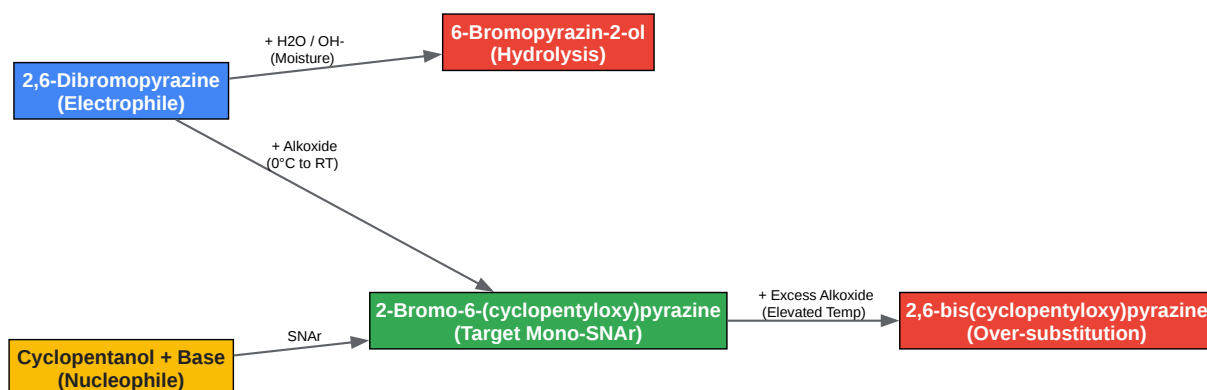 6-Bromopyrazin-2-ol
(Hydrolysis)
+ H2O / OH-
(Moisture)
2,6-Dibromopyrazine
(Electrophile)
+ Alkoxide
(0°C to RT)
2-Bromo-6-(cyclopentyloxy)pyrazine
(Target Mono-SNAr)
+ Excess Alkoxide
(Elevated Temp)
2,6-bis(cyclopentyloxy)pyrazine
(Over-substitution)
SNAr
Cyclopentanol + Base
(Nucleophile)